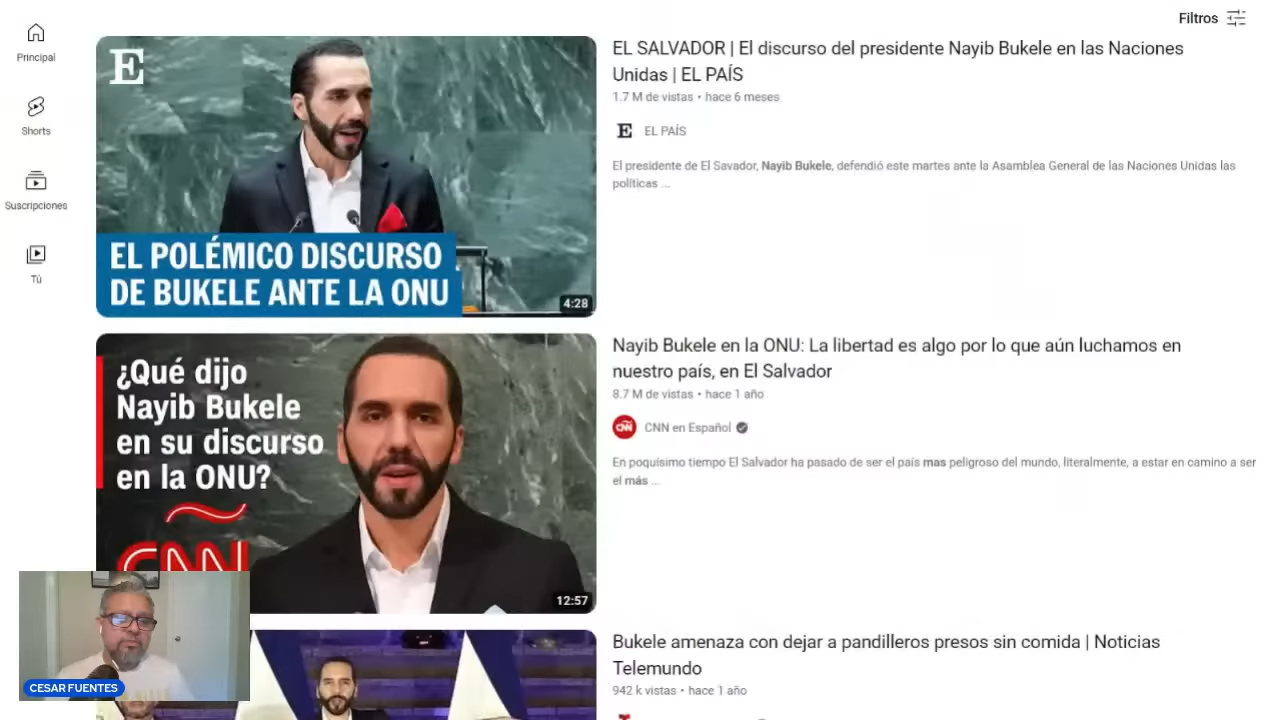 Filtros
Principal
Shorts
Suscripciones
Tú
E
EL POLÉMICO DISCURSO
DE BUKELE ANTE LA ONU
4:28
EL SALVADOR | El discurso del presidente Nayib Bukele en las Naciones
Unidas | EL PAÍS
1.7 M de vistas • hace 6 meses
E EL PAÍS
El presidente de El Savador, Nayib Bukele, defendió este martes ante la Asamblea General de las Naciones Unidas las
políticas ...
¿Qué dijo
Nayib Bukele
en su discurso
en la ONU?
CNN
12:57
Nayib Bukele en la ONU: La libertad es algo por lo que aún luchamos en
nuestro país, en El Salvador
8.7 M de vistas • hace 1 año
CNN CNN en Español
En poquísimo tiempo El Salvador ha pasado de ser el país mas peligroso del mundo, literalmente, a estar en camino a ser
el más ...
Bukele amenaza con dejar a pandilleros presos sin comida | Noticias
Telemundo
942 k vistas • hace 1 año
CESAR FUENTES